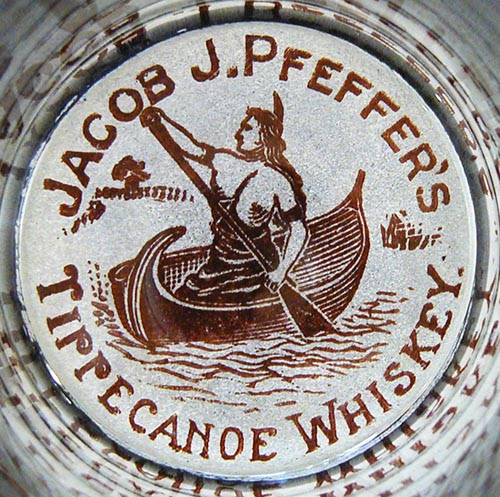 JACOB J. PFEFFER'S
TIPPECANOE WHISKEY.